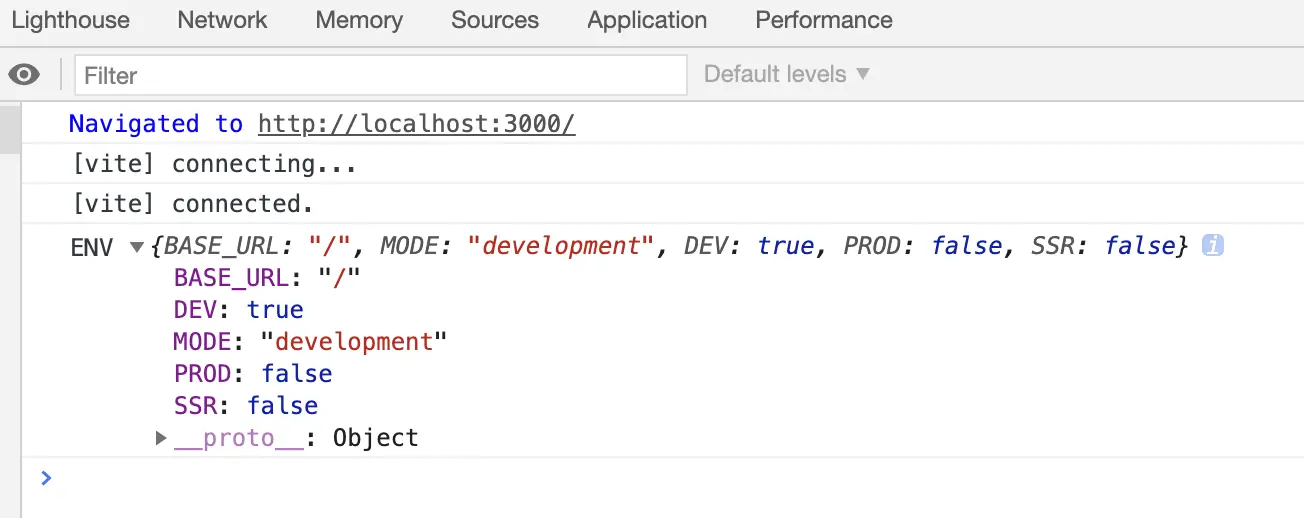 Lighthouse Network Memory Sources Application Performance
Filter Default levels ▼
Navigated to http://localhost:3000/
[vite] connecting...
[vite] connected.
ENV ▼{BASE_URL: "/", MODE: "development", DEV: true, PROD: false, SSR: false} i
BASE_URL: "/"
DEV: true
MODE: "development"
PROD: false
SSR: false
▶__proto__: Object
>